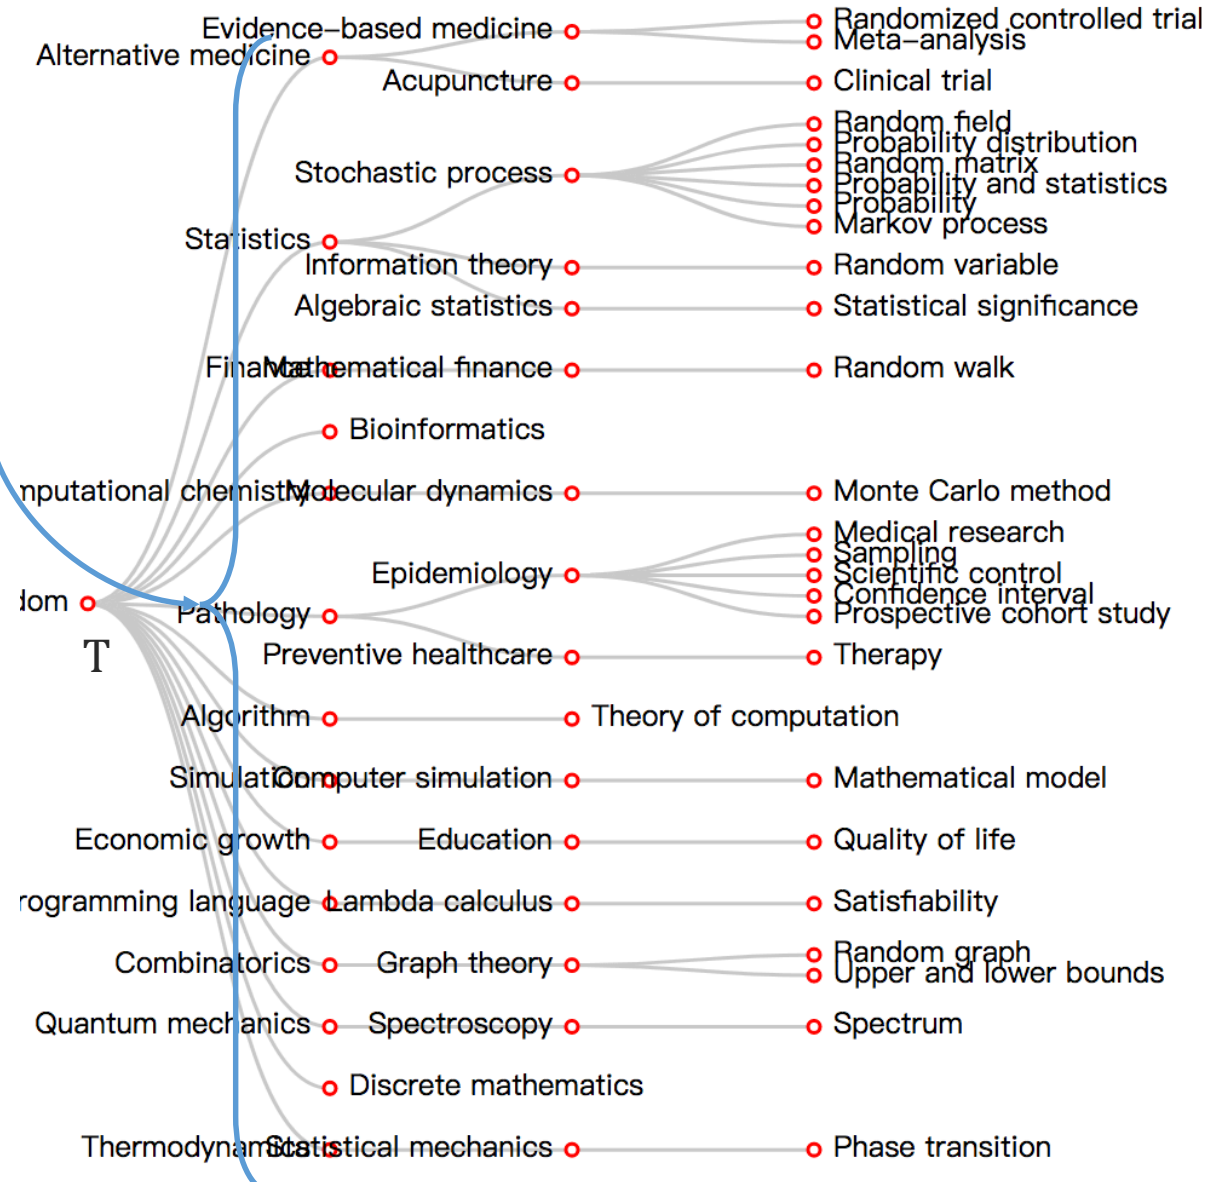 Evidence-based medicine
Randomized controlled trial
Meta-analysis
Alternative medicine
Acupuncture
Clinical trial
Random field
Probability distribution
Stochastic process
Random matrix
Probability and statistics
Probability
Markov process
Statistics
Information theory
Random variable
Algebraic statistics
Statistical significance
Finance
Mathematical finance
Random walk
Bioinformatics
mputational chemistry
Molecular dynamics
Monte Carlo method
Medical research
Sampling
Epidemiology
Scientific control
Confidence interval
Prospective cohort study
dom
Pathology
T
Preventive healthcare
Therapy
Algorithm
Theory of computation
Simulation
Computer simulation
Mathematical model
Economic growth
Education
Quality of life
rogramming language
Lambda calculus
Satisfiability
Combinatorics
Graph theory
Random graph
Upper and lower bounds
Quantum mechanics
Spectroscopy
Spectrum
Discrete mathematics
Thermodynamics
Statistical mechanics
Phase transition